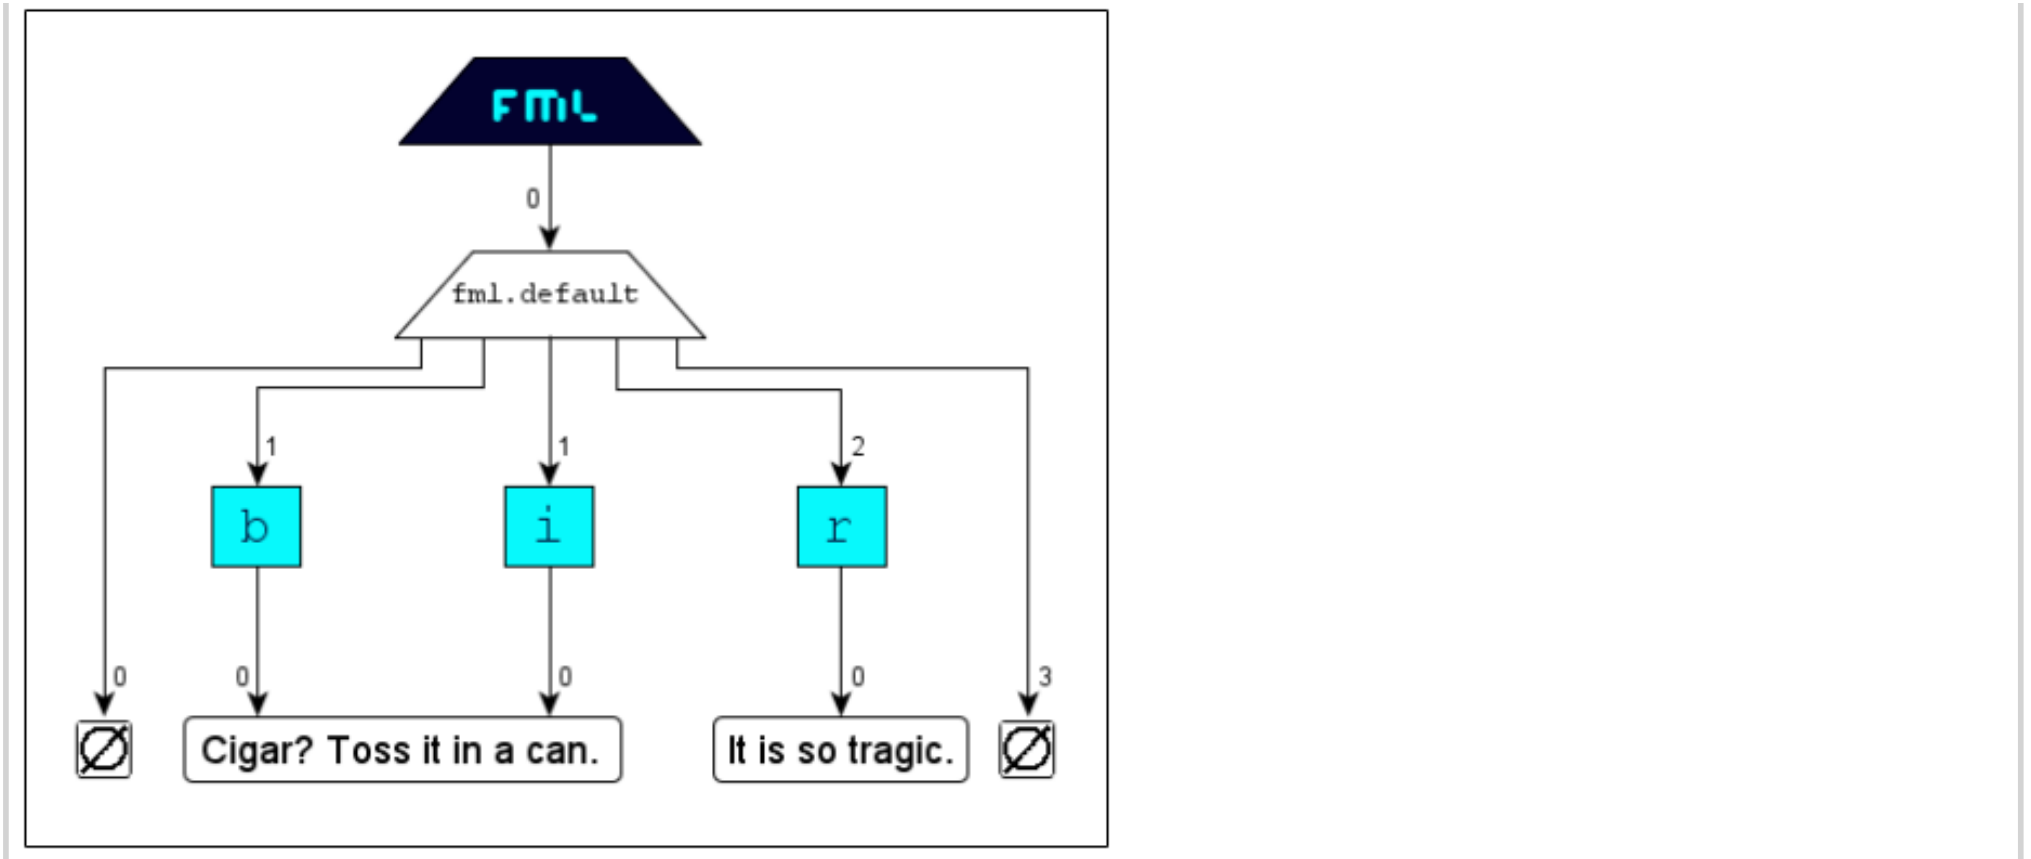 FML
0
fml.default
1 1 2
b i r
0 0 0 0 3
Cigar? Toss it in a can. It is so tragic.